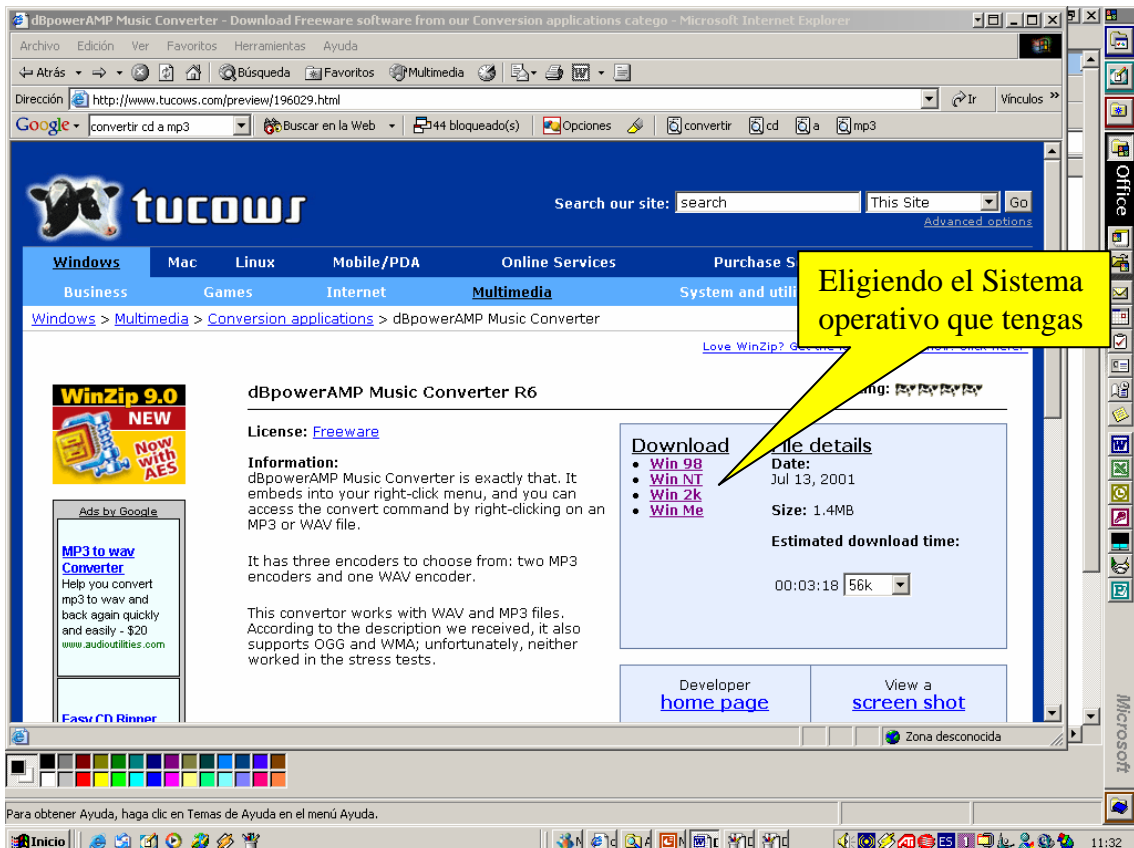 dBpowerAMP Music Converter - Download Freeware software from our Conversion applications catego - Microsoft Internet Explorer
Archivo Edición Ver Favoritos Herramientas Ayuda
Atrás Búsqueda Favoritos Multimedia
Dirección http://www.tucows.com/preview/196029.html Ir Vínculos »
Google convertir cd a mp3 Buscar en la Web 44 bloqueado(s) Opciones convertir cd a mp3
Office
tucows
Search our site: search This Site Go
Advanced options
Windows Mac Linux Mobile/PDA Online Services Purchase S
Business Games Internet Multimedia System and utili
Eligiendo el Sistema
operativo que tengas
Windows > Multimedia > Conversion applications > dBpowerAMP Music Converter
Love WinZip?
WinZip 9.0
NEW
Now
with
AES
dBpowerAMP Music Converter R6
License: Freeware
Information:
dBpowerAMP Music Converter is exactly that. It
embeds into your right-click menu, and you can
access the convert command by right-clicking on an
MP3 or WAV file.
It has three encoders to choose from: two MP3
encoders and one WAV encoder.
This convertor works with WAV and MP3 files.
According to the description we received, it also
supports OGG and WMA; unfortunately, neither
worked in the stress tests.
Download
Win 98
Win NT
Win 2k
Win Me
File details
Date:
Jul 13, 2001
Size: 1.4MB
Estimated download time:
00:03:18 56k
Developer
home page
View a
screen shot
Ads by Google
MP3 to wav
Converter
Help you convert
mp3 to wav and
back again quickly
and easily - $20
www.audioutilities.com
Easy CD Ripper
Zona desconocida
Microsoft
Para obtener Ayuda, haga clic en Temas de Ayuda en el menú Ayuda.
Inicio ES 11:32